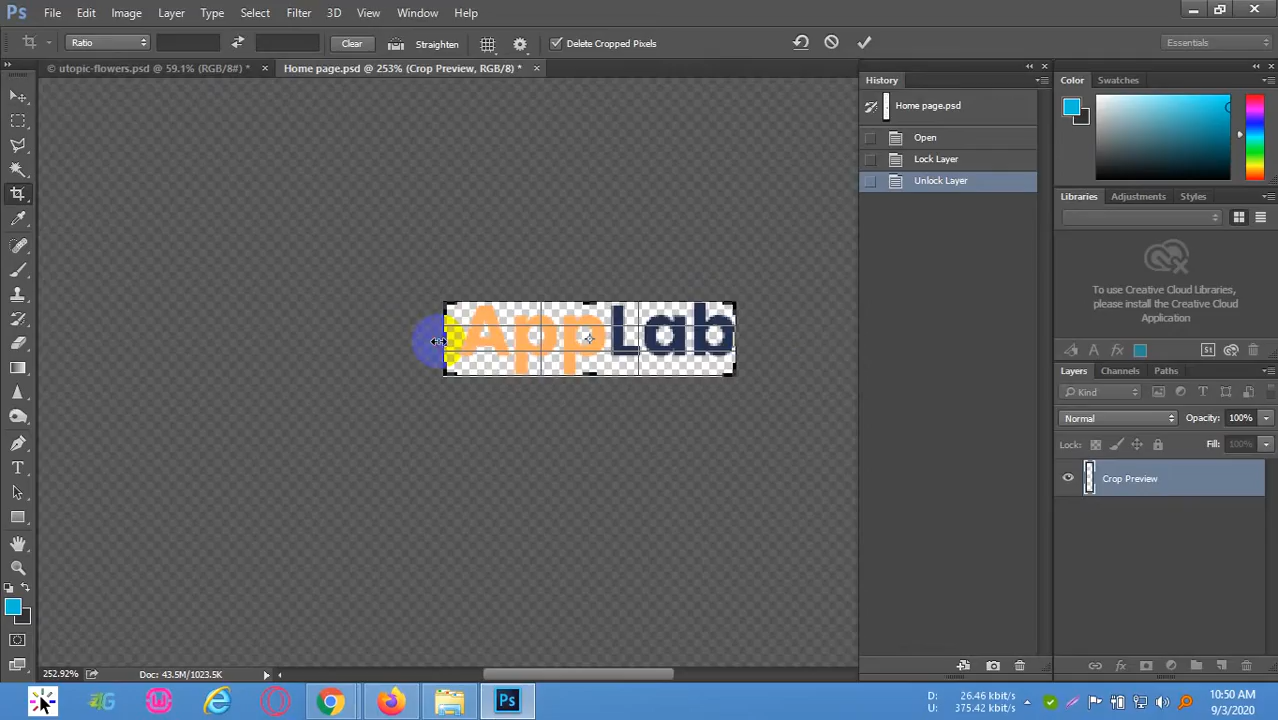 Ps File Edit Image Layer Type Select Filter 3D View Window Help
Ratio Clear Straighten Delete Cropped Pixels Essentials
© utopic-flowers.psd @ 59.1% (RGB/8#) * × Home page.psd @ 253% (Crop Preview, RGB/8) * ×
History
Home page.psd
Open
Lock Layer
Unlock Layer
Color Swatches
Libraries Adjustments Styles
To use Creative Cloud Libraries,
please install the Creative Cloud
Application
St
Layers Channels Paths
Kind
Normal Opacity: 100%
Lock: Fill: 100%
Crop Preview
AppLab
252.92% Doc: 43.5M/1023.5K
Ps
D: 26.46 kbit/s
U: 375.42 kbit/s
10:50 AM
9/3/2020